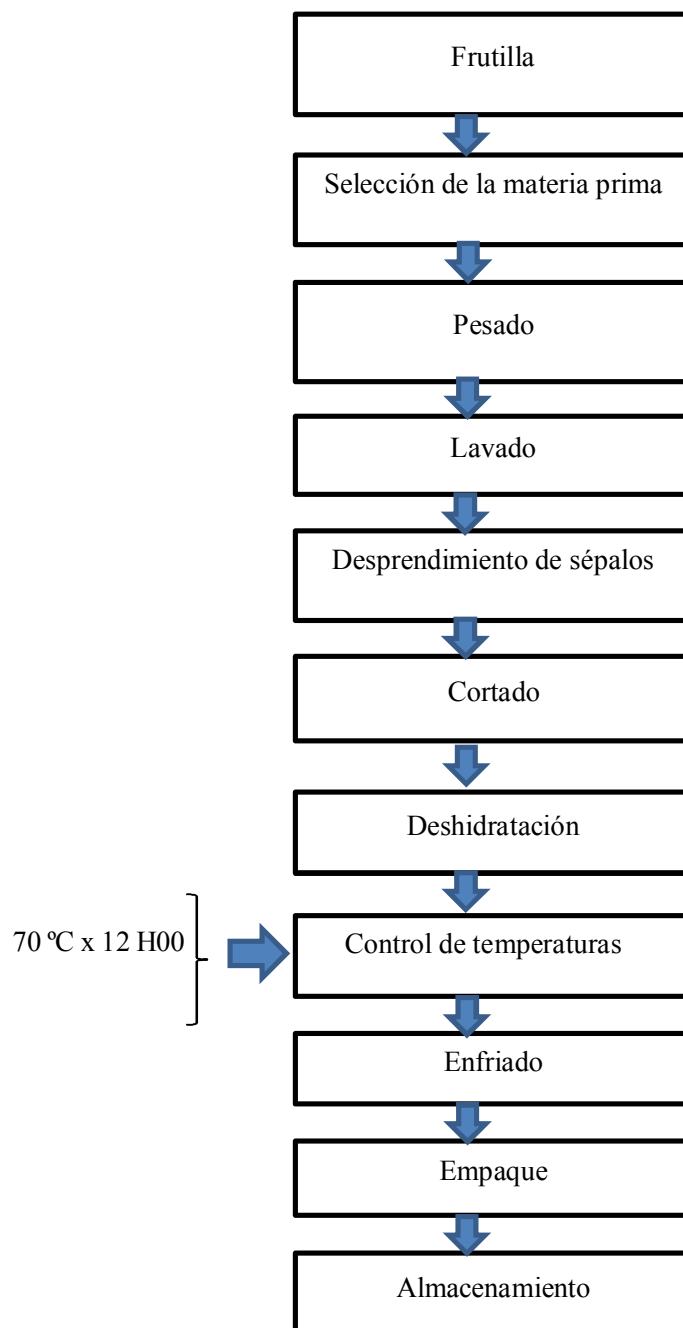 Frutilla
Selección de la materia prima
Pesado
Lavado
Desprendimiento de sépalos
Cortado
Deshidratación
70 ºC x 12 H00
Control de temperaturas
Enfriado
Empaque
Almacenamiento